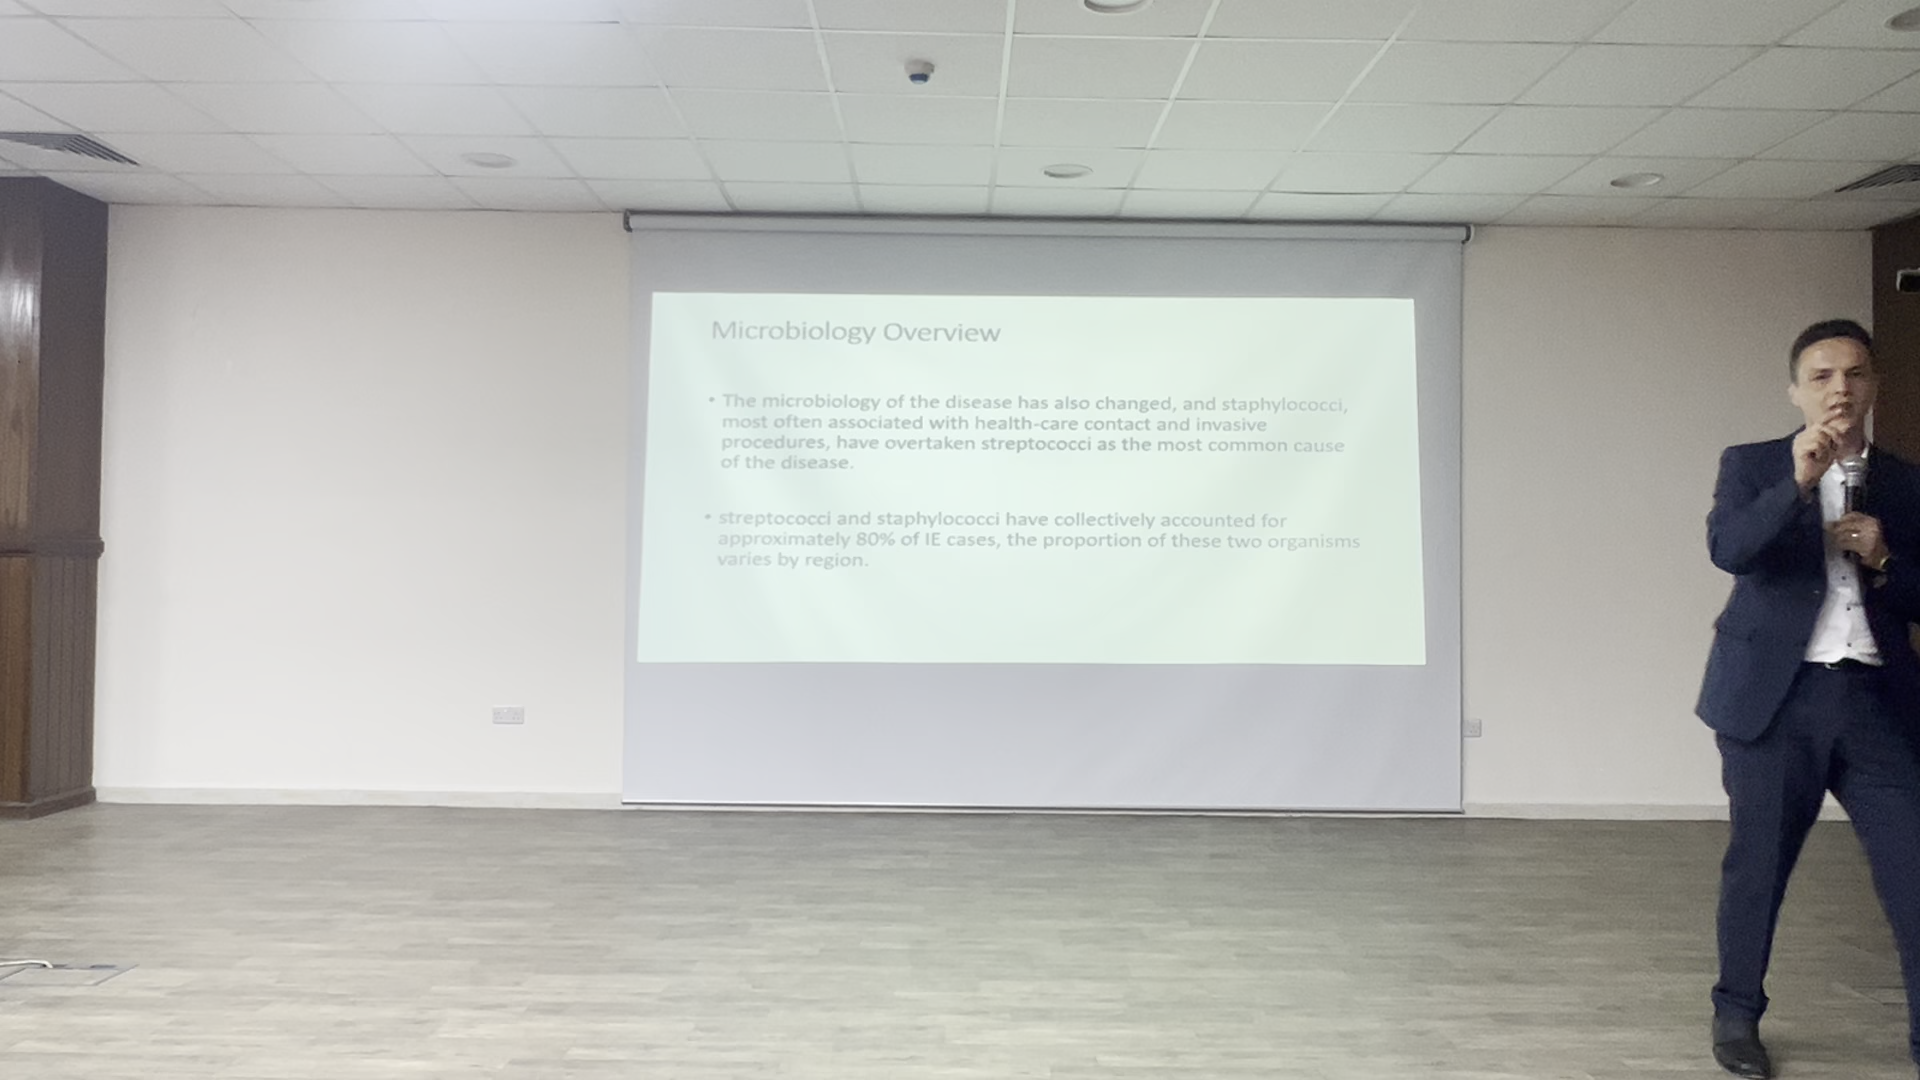 Microbiology Overview
• The microbiology of the disease has also changed, and staphylococci,
most often associated with health-care contact and invasive
procedures, have overtaken streptococci as the most common cause
of the disease.
• streptococci and staphylococci have collectively accounted for
approximately 80% of IE cases, the proportion of these two organisms
varies by region.